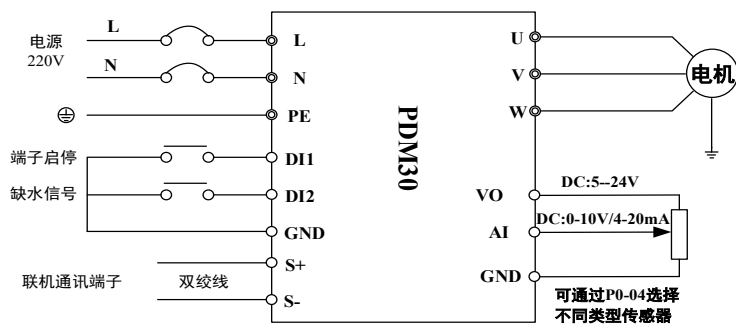 电源
220V
L
N
L
N
PE
端子启停
缺水信号
DI1
DI2
GND
联机通讯端子
双绞线
S+
S-
PDM30
U
V
W
电机
VO
DC:5--24V
AI
DC:0-10V/4-20mA
GND
可通过P0-04选择
不同类型传感器